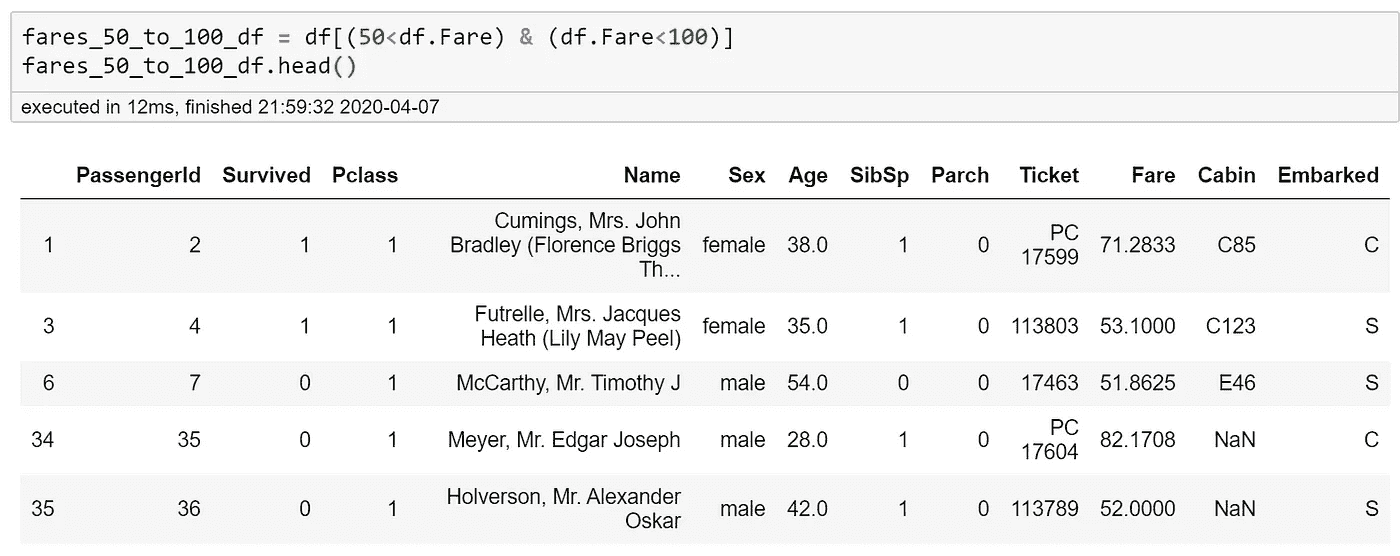 fares_50_to_100_df = df[(50<df.Fare) & (df.Fare<100)]
fares_50_to_100_df.head()
executed in 12ms, finished 21:59:32 2020-04-07
PassengerId Survived Pclass Name Sex Age SibSp Parch Ticket Fare Cabin Embarked
1 2 1 1 Cumings, Mrs. John Bradley (Florence Briggs Th... female 38.0 1 0 PC 17599 71.2833 C85 C
3 4 1 1 Futrelle, Mrs. Jacques Heath (Lily May Peel) female 35.0 1 0 113803 53.1000 C123 S
6 7 0 1 McCarthy, Mr. Timothy J male 54.0 0 0 17463 51.8625 E46 S
34 35 0 1 Meyer, Mr. Edgar Joseph male 28.0 1 0 PC 17604 82.1708 NaN C
35 36 0 1 Holverson, Mr. Alexander Oskar male 42.0 1 0 113789 52.0000 NaN S